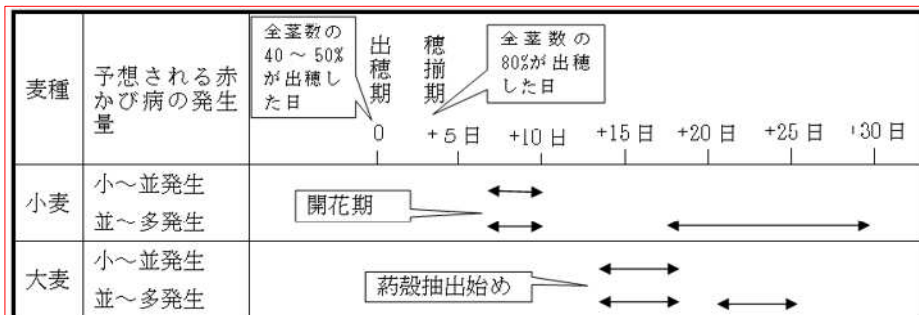 麦種
予想される赤
かび病の発生
量
全茎数の
40～50%
が出穂し
た日
出穂期
穂揃期
全茎数の
80%が出穂
した日
0
+5日
+10日
+15日
+20日
+25日
+30日
小麦
小～並発生
並～多発生
開花期
大麦
小～並発生
並～多発生
葯殻抽出始め